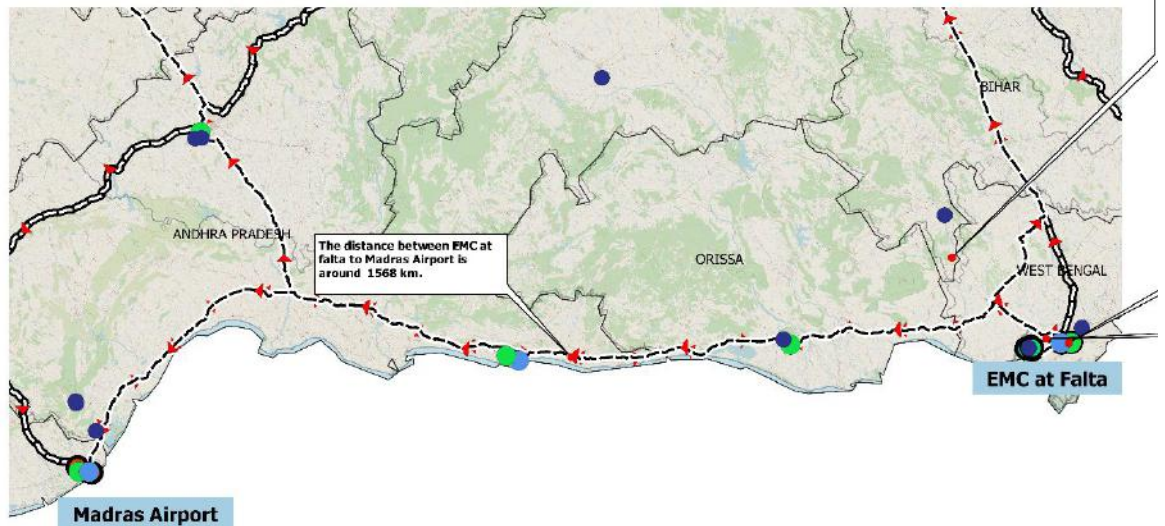 BIHAR
ANDHRA PRADESH
The distance between EMC at
falta to Madras Airport is
around 1568 km.
ORISSA
WEST BENGAL
EMC at Falta
Madras Airport